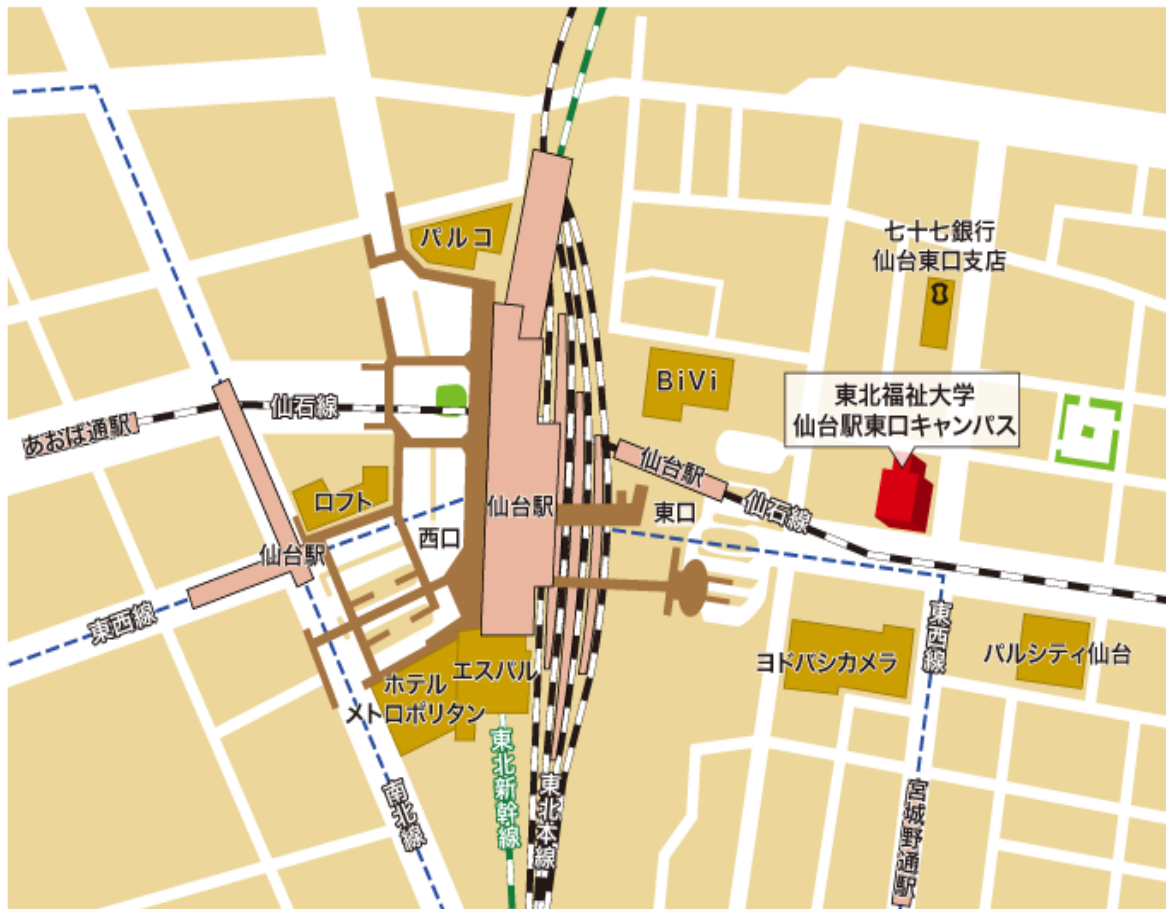 パルコ
七十七銀行
仙台東口支店
BiVi
東北福祉大学
仙台駅東口キャンパス
仙石線
あおば通駅
仙台駅
仙石線
ロフト
仙台駅
東口
西口
仙台駅
東西線
東西線
ヨドバシカメラ
パルシティ仙台
エスパル
ホテル
メトロポリタン
東北新幹線
東北本線
南北線
宮城野通駅